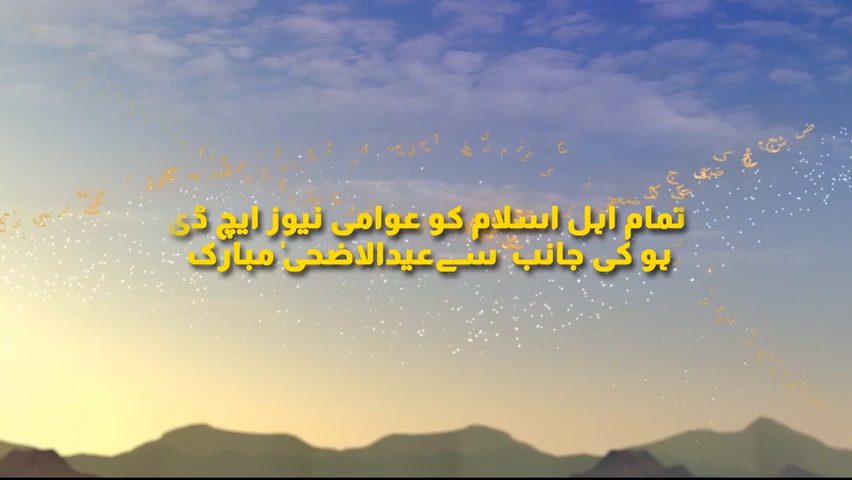 تمام اہل اسلام کو عوامی نیوز ایچ ڈی
ہو کی جانب سے عیدالاضحیٰ مبارک